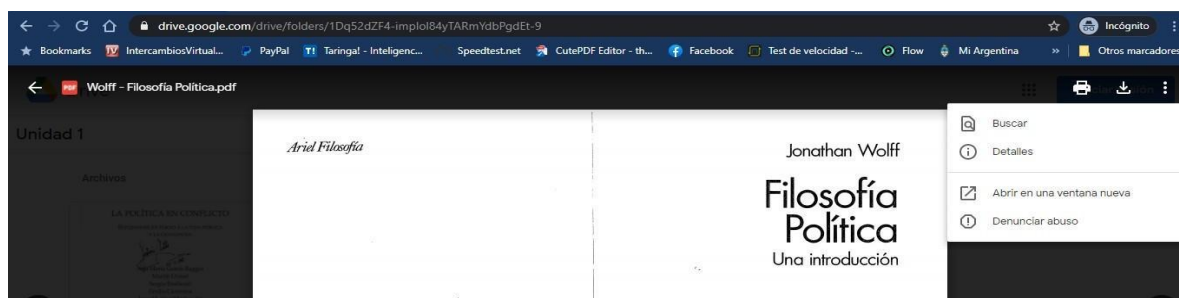 drive.google.com/drive/folders/1Dq52dZF4-implol84yTARmYdbPgdEt-9
Incógnito
Bookmarks IntercambiosVirtual... PayPal Taringa! - Inteligenc... Speedtest.net CutePDF Editor - th... Facebook Test de velocidad -... Flow Mi Argentina » Otros marcadores
PDF Wolff - Filosofía Política.pdf
Unidad 1
Archivos
LA POLÍTICA EN CONFLICTO
Ariel Filosofía
Jonathan Wolff
Filosofía
Política
Una introducción
Buscar
Detalles
Abrir en una ventana nueva
Denunciar abuso